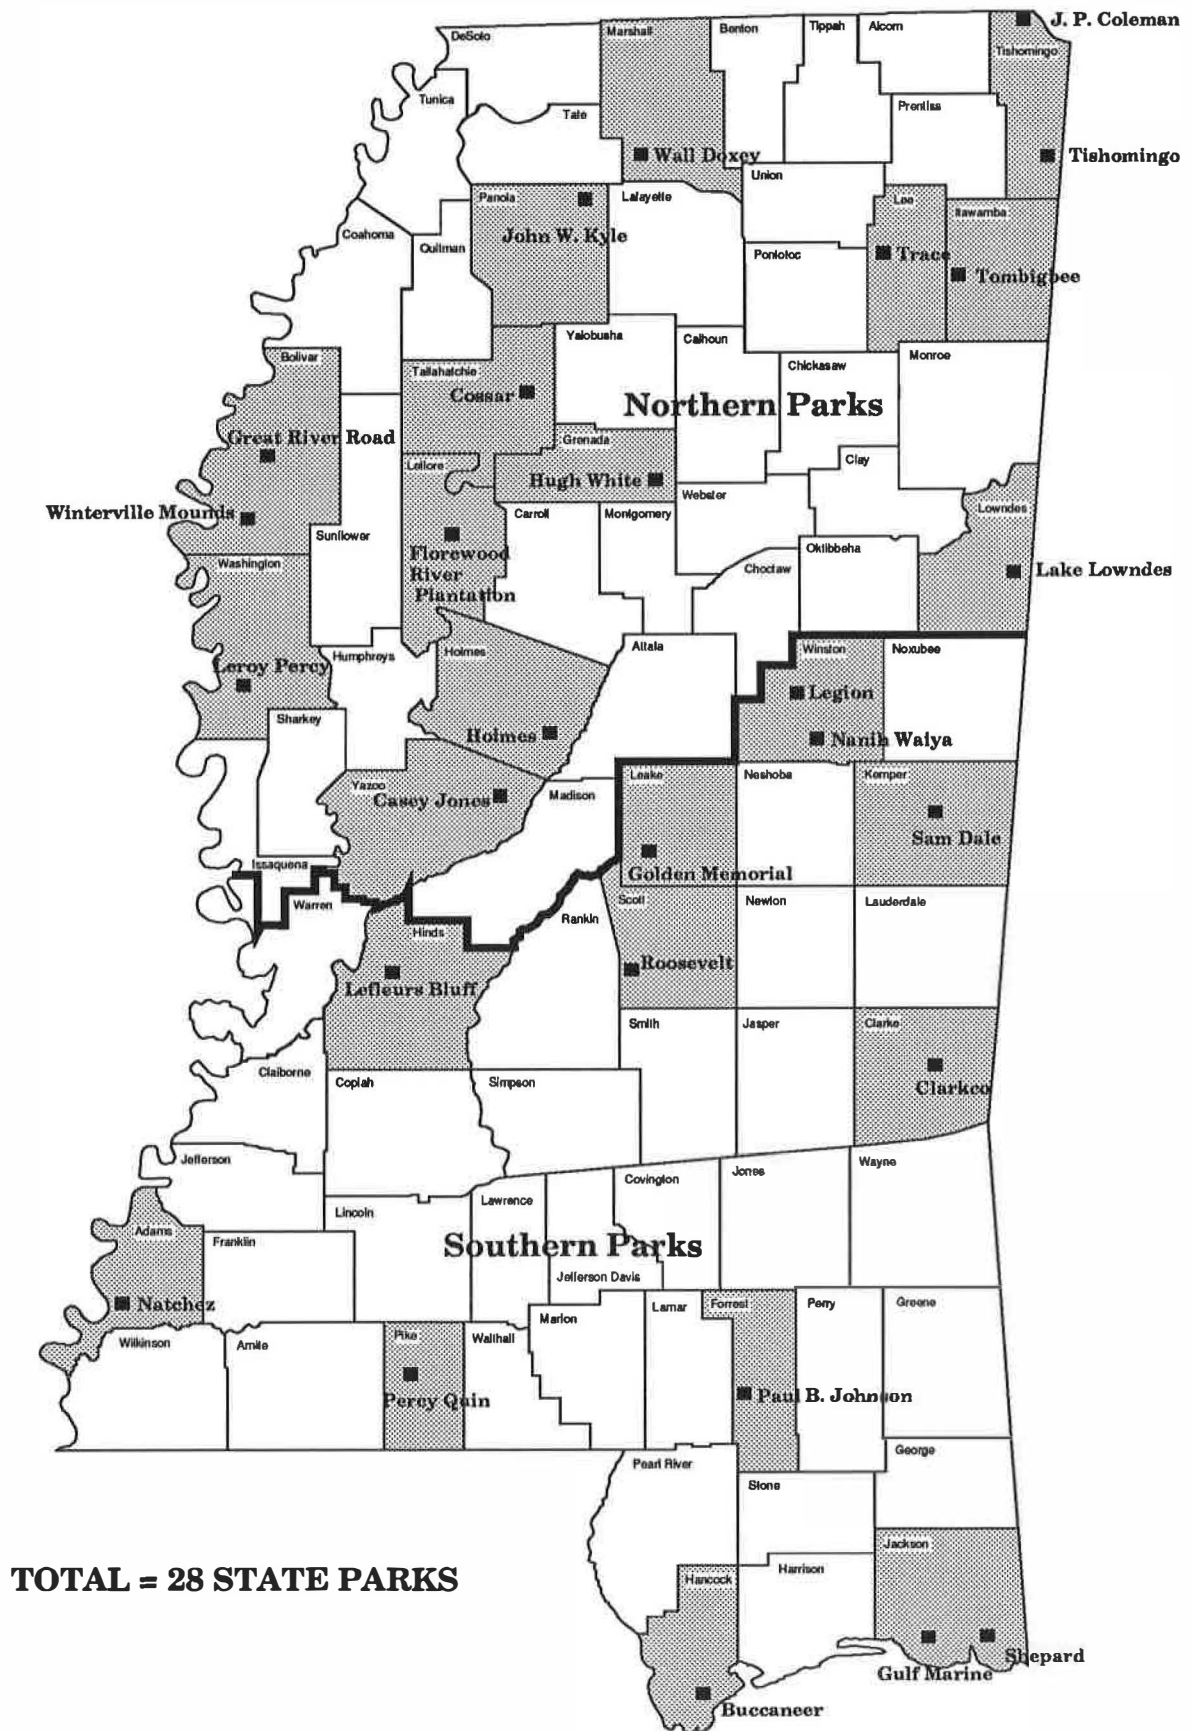 J. P. Coleman
DeSoto
Marshall
Benton
Tippah
Alcorn
Tishomingo
Tunica
Tate
Prentiss
Wall Doxey
Tishomingo
Union
Panola
Lafayette
Lee
Itawamba
Coahoma
John W. Kyle
Quitman
Pontotoc
Trace
Tombigbee
Yalobusha
Calhoun
Monroe
Bolivar
Tallahatchie
Chickasaw
Cossar
Northern Parks
Great River Road
Grenada
Leflore
Clay
Hugh White
Webster
Winterville Mounds
Carroll
Montgomery
Lowndes
Sunflower
Florewood
River
Plantation
Oktibbeha
Washington
Choctaw
Lake Lowndes
Humphreys
Holmes
Attala
Winston
Noxubee
Leroy Percy
Legion
Sharkey
Holmes
Nanih Waiya
Yazoo
Casey Jones
Madison
Leake
Neshoba
Kemper
Sam Dale
Issaquena
Golden Memorial
Warren
Hinds
Rankin
Scott
Newton
Lauderdale
Lefleurs Bluff
Roosevelt
Smith
Jasper
Clarke
Claiborne
Copiah
Simpson
Clarkco
Jefferson
Covington
Jones
Wayne
Adams
Franklin
Lincoln
Lawrence
Southern Parks
Jefferson Davis
Natchez
Wilkinson
Amite
Pike
Walthall
Marion
Lamar
Forrest
Perry
Greene
Percy Quin
Paul B. Johnson
Pearl River
George
Stone
Jackson
TOTAL = 28 STATE PARKS
Hancock
Harrison
Shepard
Gulf Marine
Buccaneer